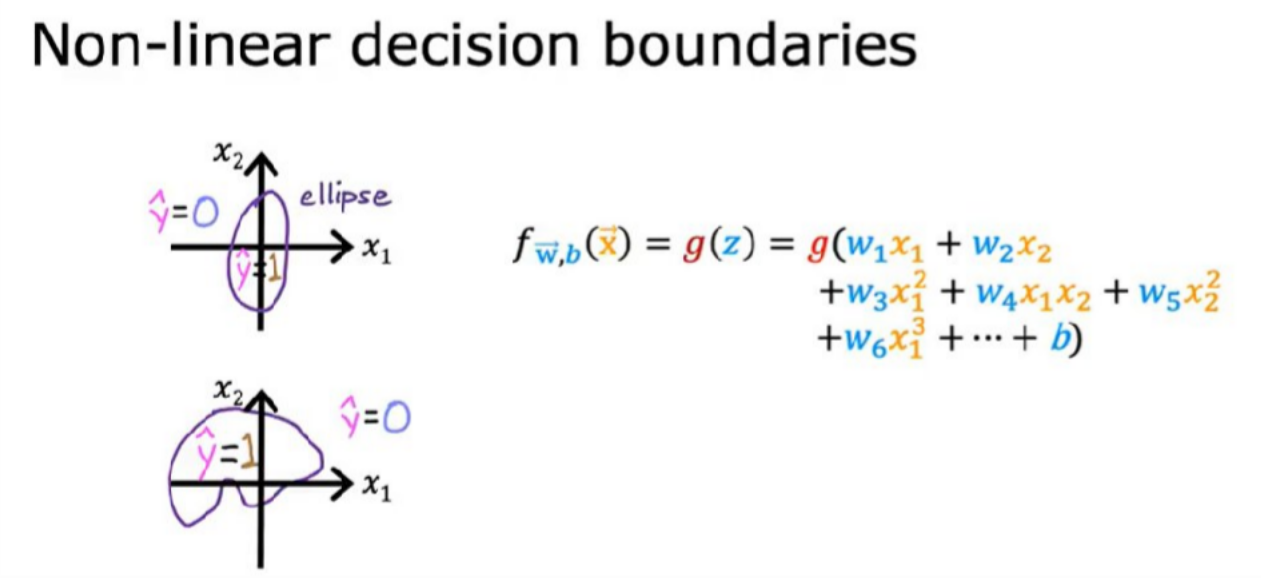 Non-linear decision boundaries
x₂
ŷ=0
ellipse
x₁
ŷ=1
f w⃗,b(x⃗) = g(z) = g(w₁x₁ + w₂x₂
+w₃x₁² + w₄x₁x₂ + w₅x₂²
+w₆x₁³ + ⋯ + b)
x₂
ŷ=0
ŷ=1
x₁